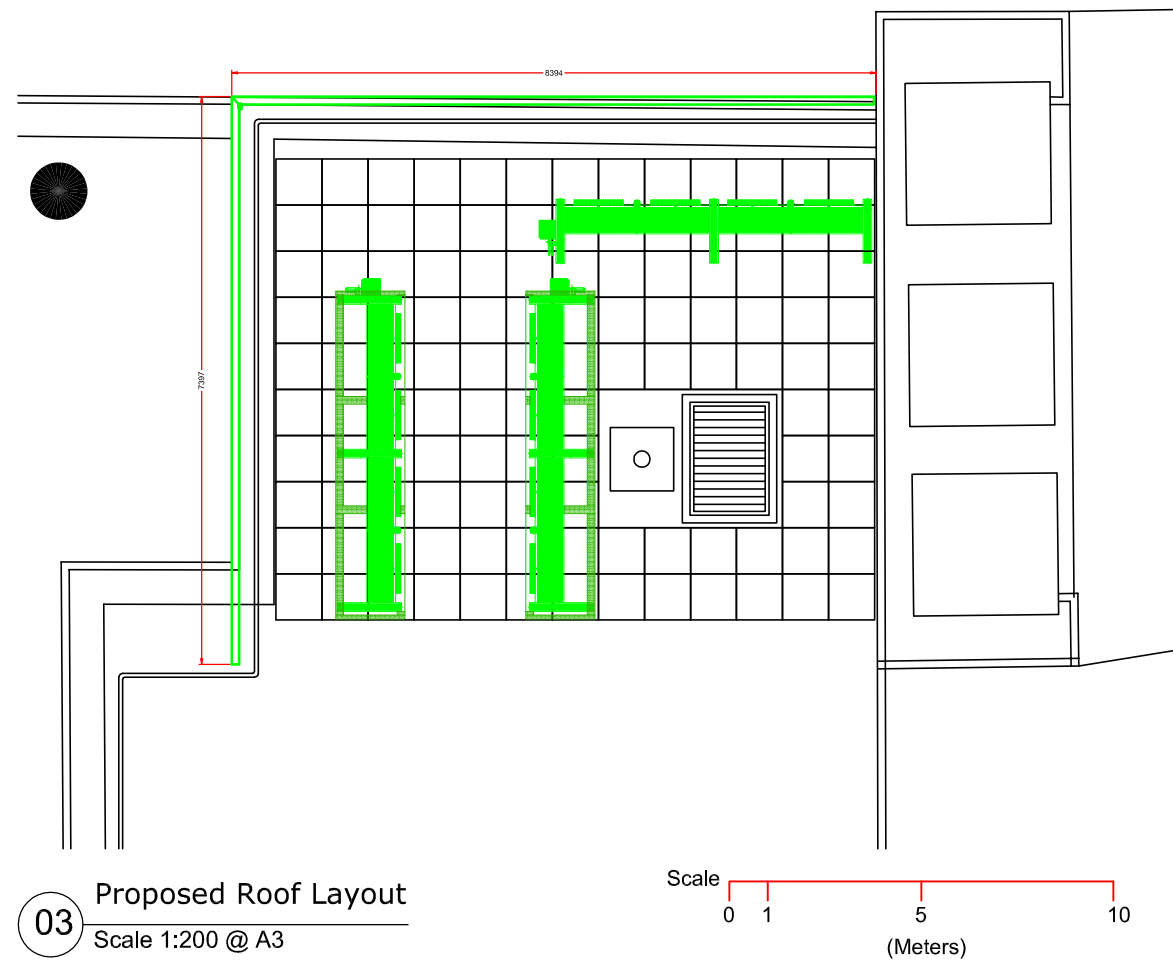 8394
7397
03
Proposed Roof Layout
Scale 1:200 @ A3
Scale
0 1 5 10
(Meters)